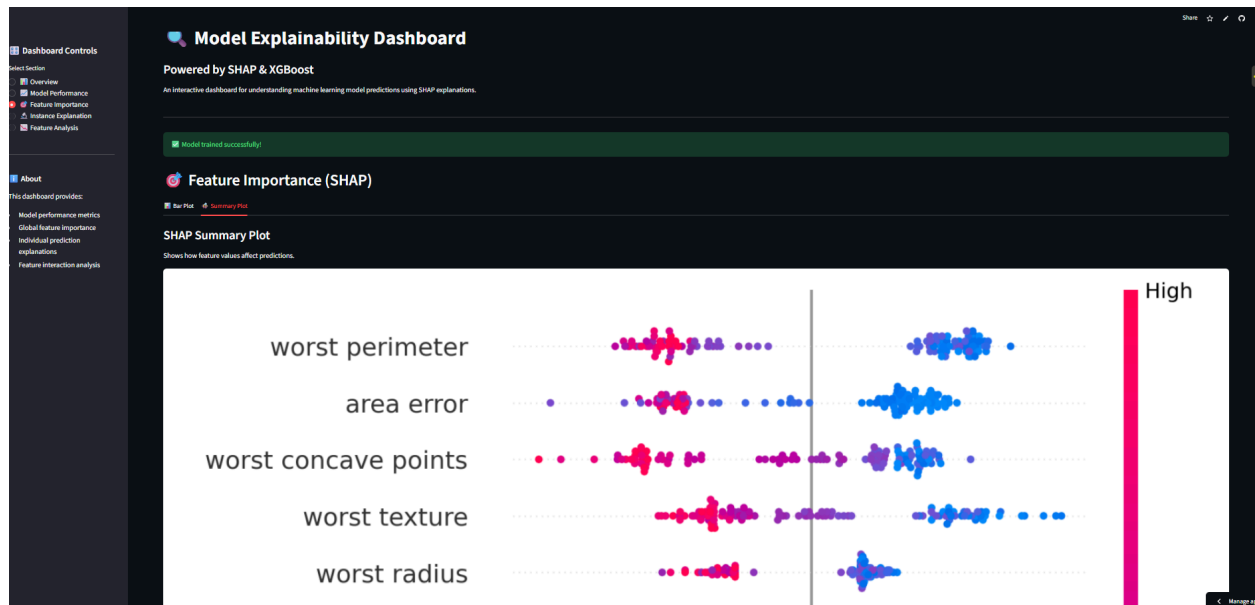 Share
Dashboard Controls
Select Section
Overview
Model Performance
Feature Importance
Instance Explanation
Feature Analysis
About
This dashboard provides:
Model performance metrics
Global feature importance
Individual prediction
explanations
Feature interaction analysis
Model Explainability Dashboard
Powered by SHAP & XGBoost
An interactive dashboard for understanding machine learning model predictions using SHAP explanations.
Model trained successfully!
Feature Importance (SHAP)
Bar Plot Summary Plot
SHAP Summary Plot
Shows how feature values affect predictions.
High
worst perimeter
area error
worst concave points
worst texture
worst radius
Manage